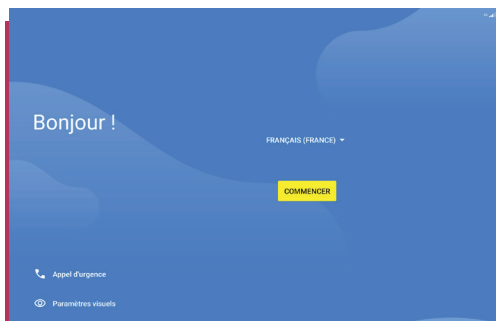 Bonjour !
FRANÇAIS (FRANCE)
COMMENCER
Appel d'urgence
Paramètres visuels